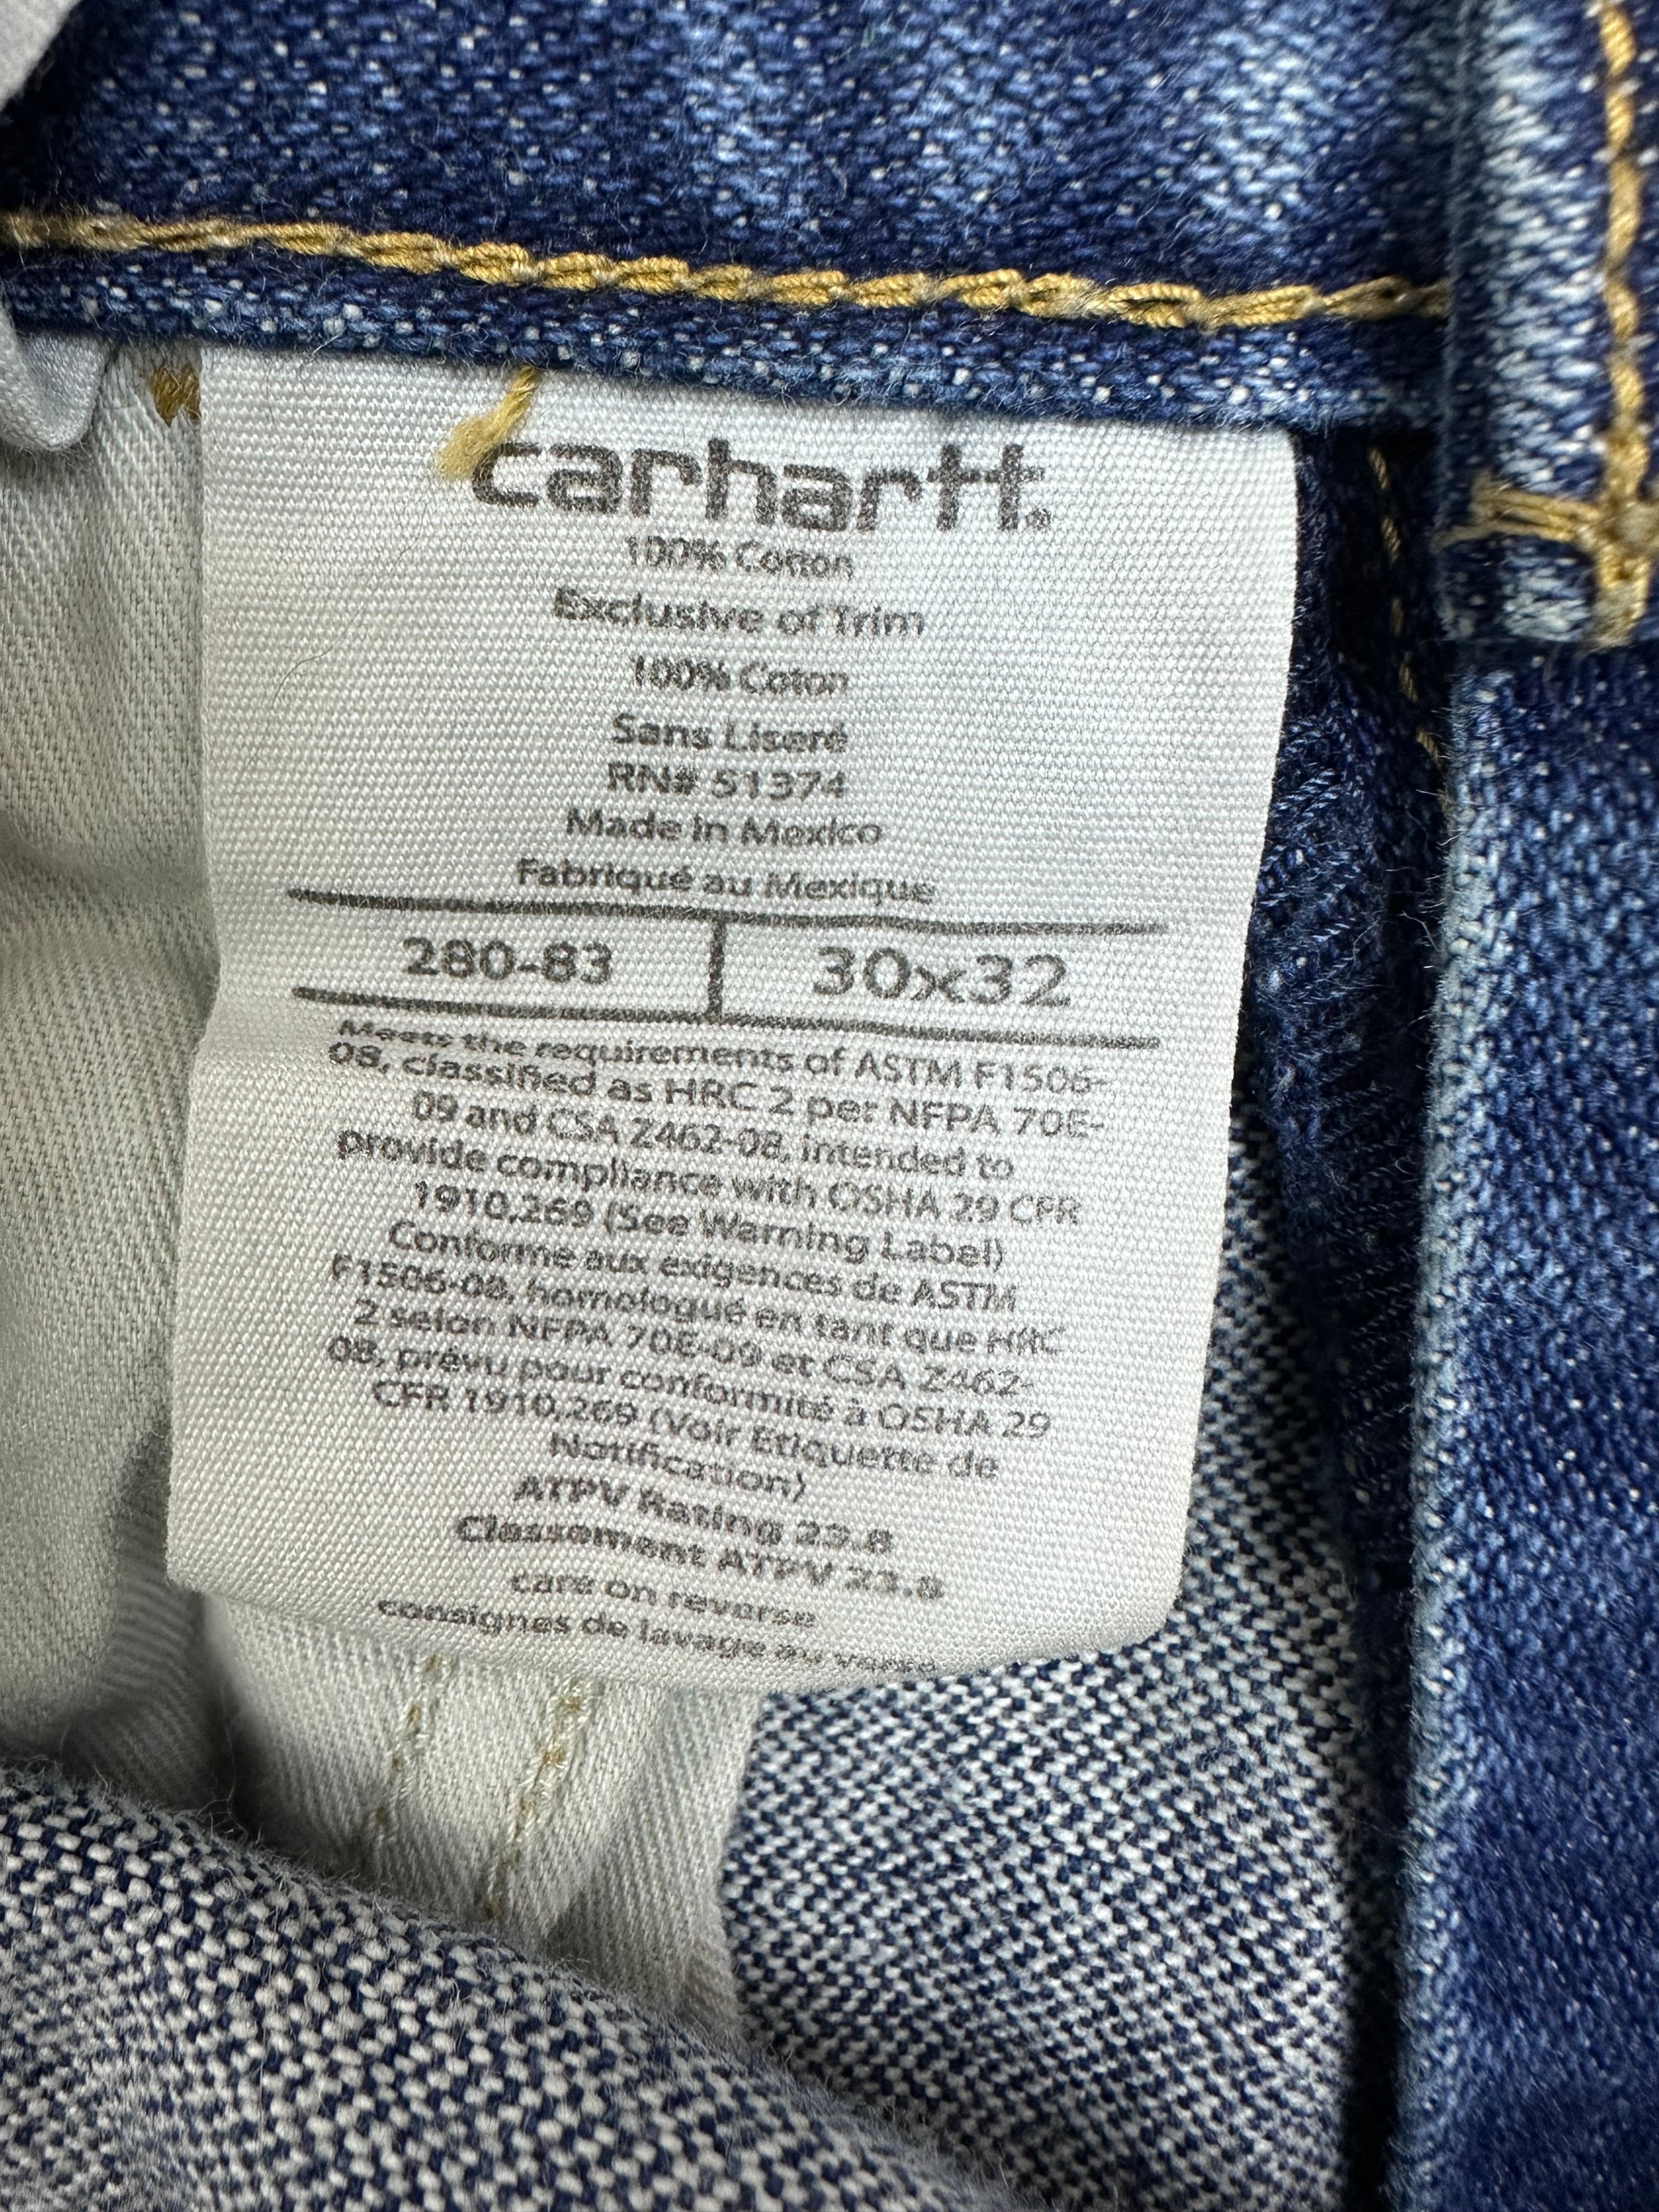 carhartt.
100% Cotton
Exclusive of Trim
100% Coton
Sans Liseré
RN# 51374
Made in Mexico
Fabriqué au Mexique
280-83
30x32
Meets the requirements of ASTM F1506-
08, classified as HRC 2 per NFPA 70E-
09 and CSA Z462-08, intended to
provide compliance with OSHA 29 CFR
1910.269 (See Warning Label)
Conforme aux exigences de ASTM
F1506-08, homologué en tant que HRC
2 selon NFPA 70E-09 et CSA Z462-
08, prévu pour conformité à OSHA 29
CFR 1910.269 (Voir Etiquette de
Notification)
ATPV Rating 23.8
Classement ATPV 23.8
care on reverse
consignes de lavage au verso